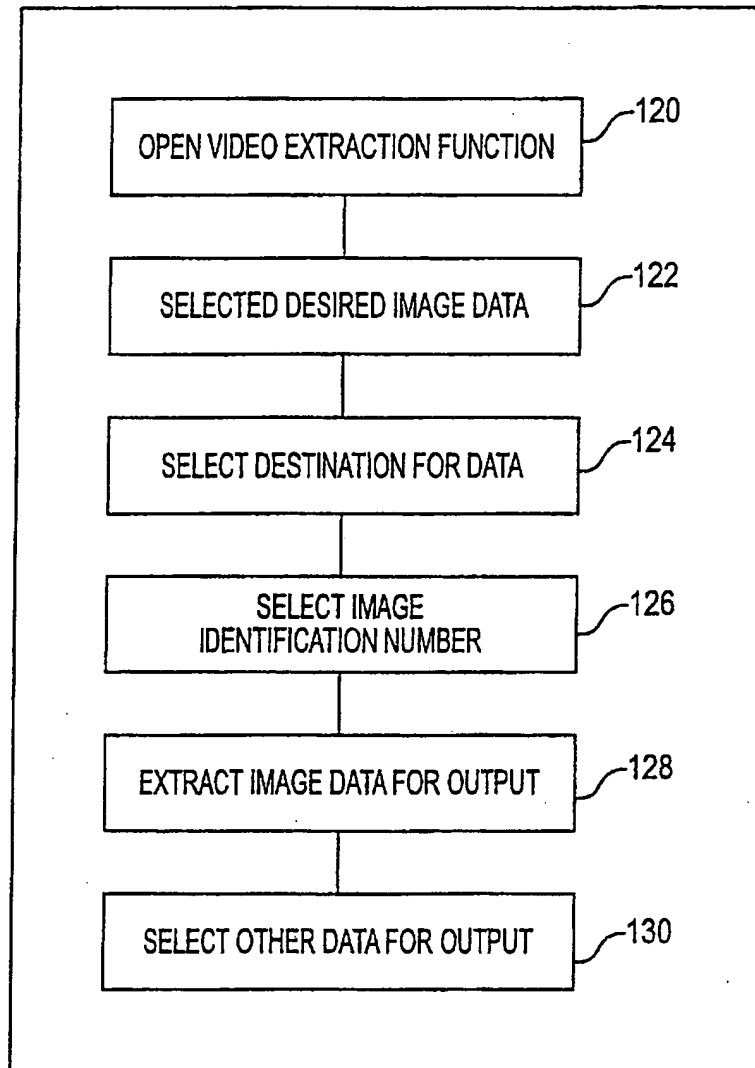 OPEN VIDEO EXTRACTION FUNCTION
120
SELECTED DESIRED IMAGE DATA
122
SELECT DESTINATION FOR DATA
124
SELECT IMAGE
IDENTIFICATION NUMBER
126
EXTRACT IMAGE DATA FOR OUTPUT
128
SELECT OTHER DATA FOR OUTPUT
130